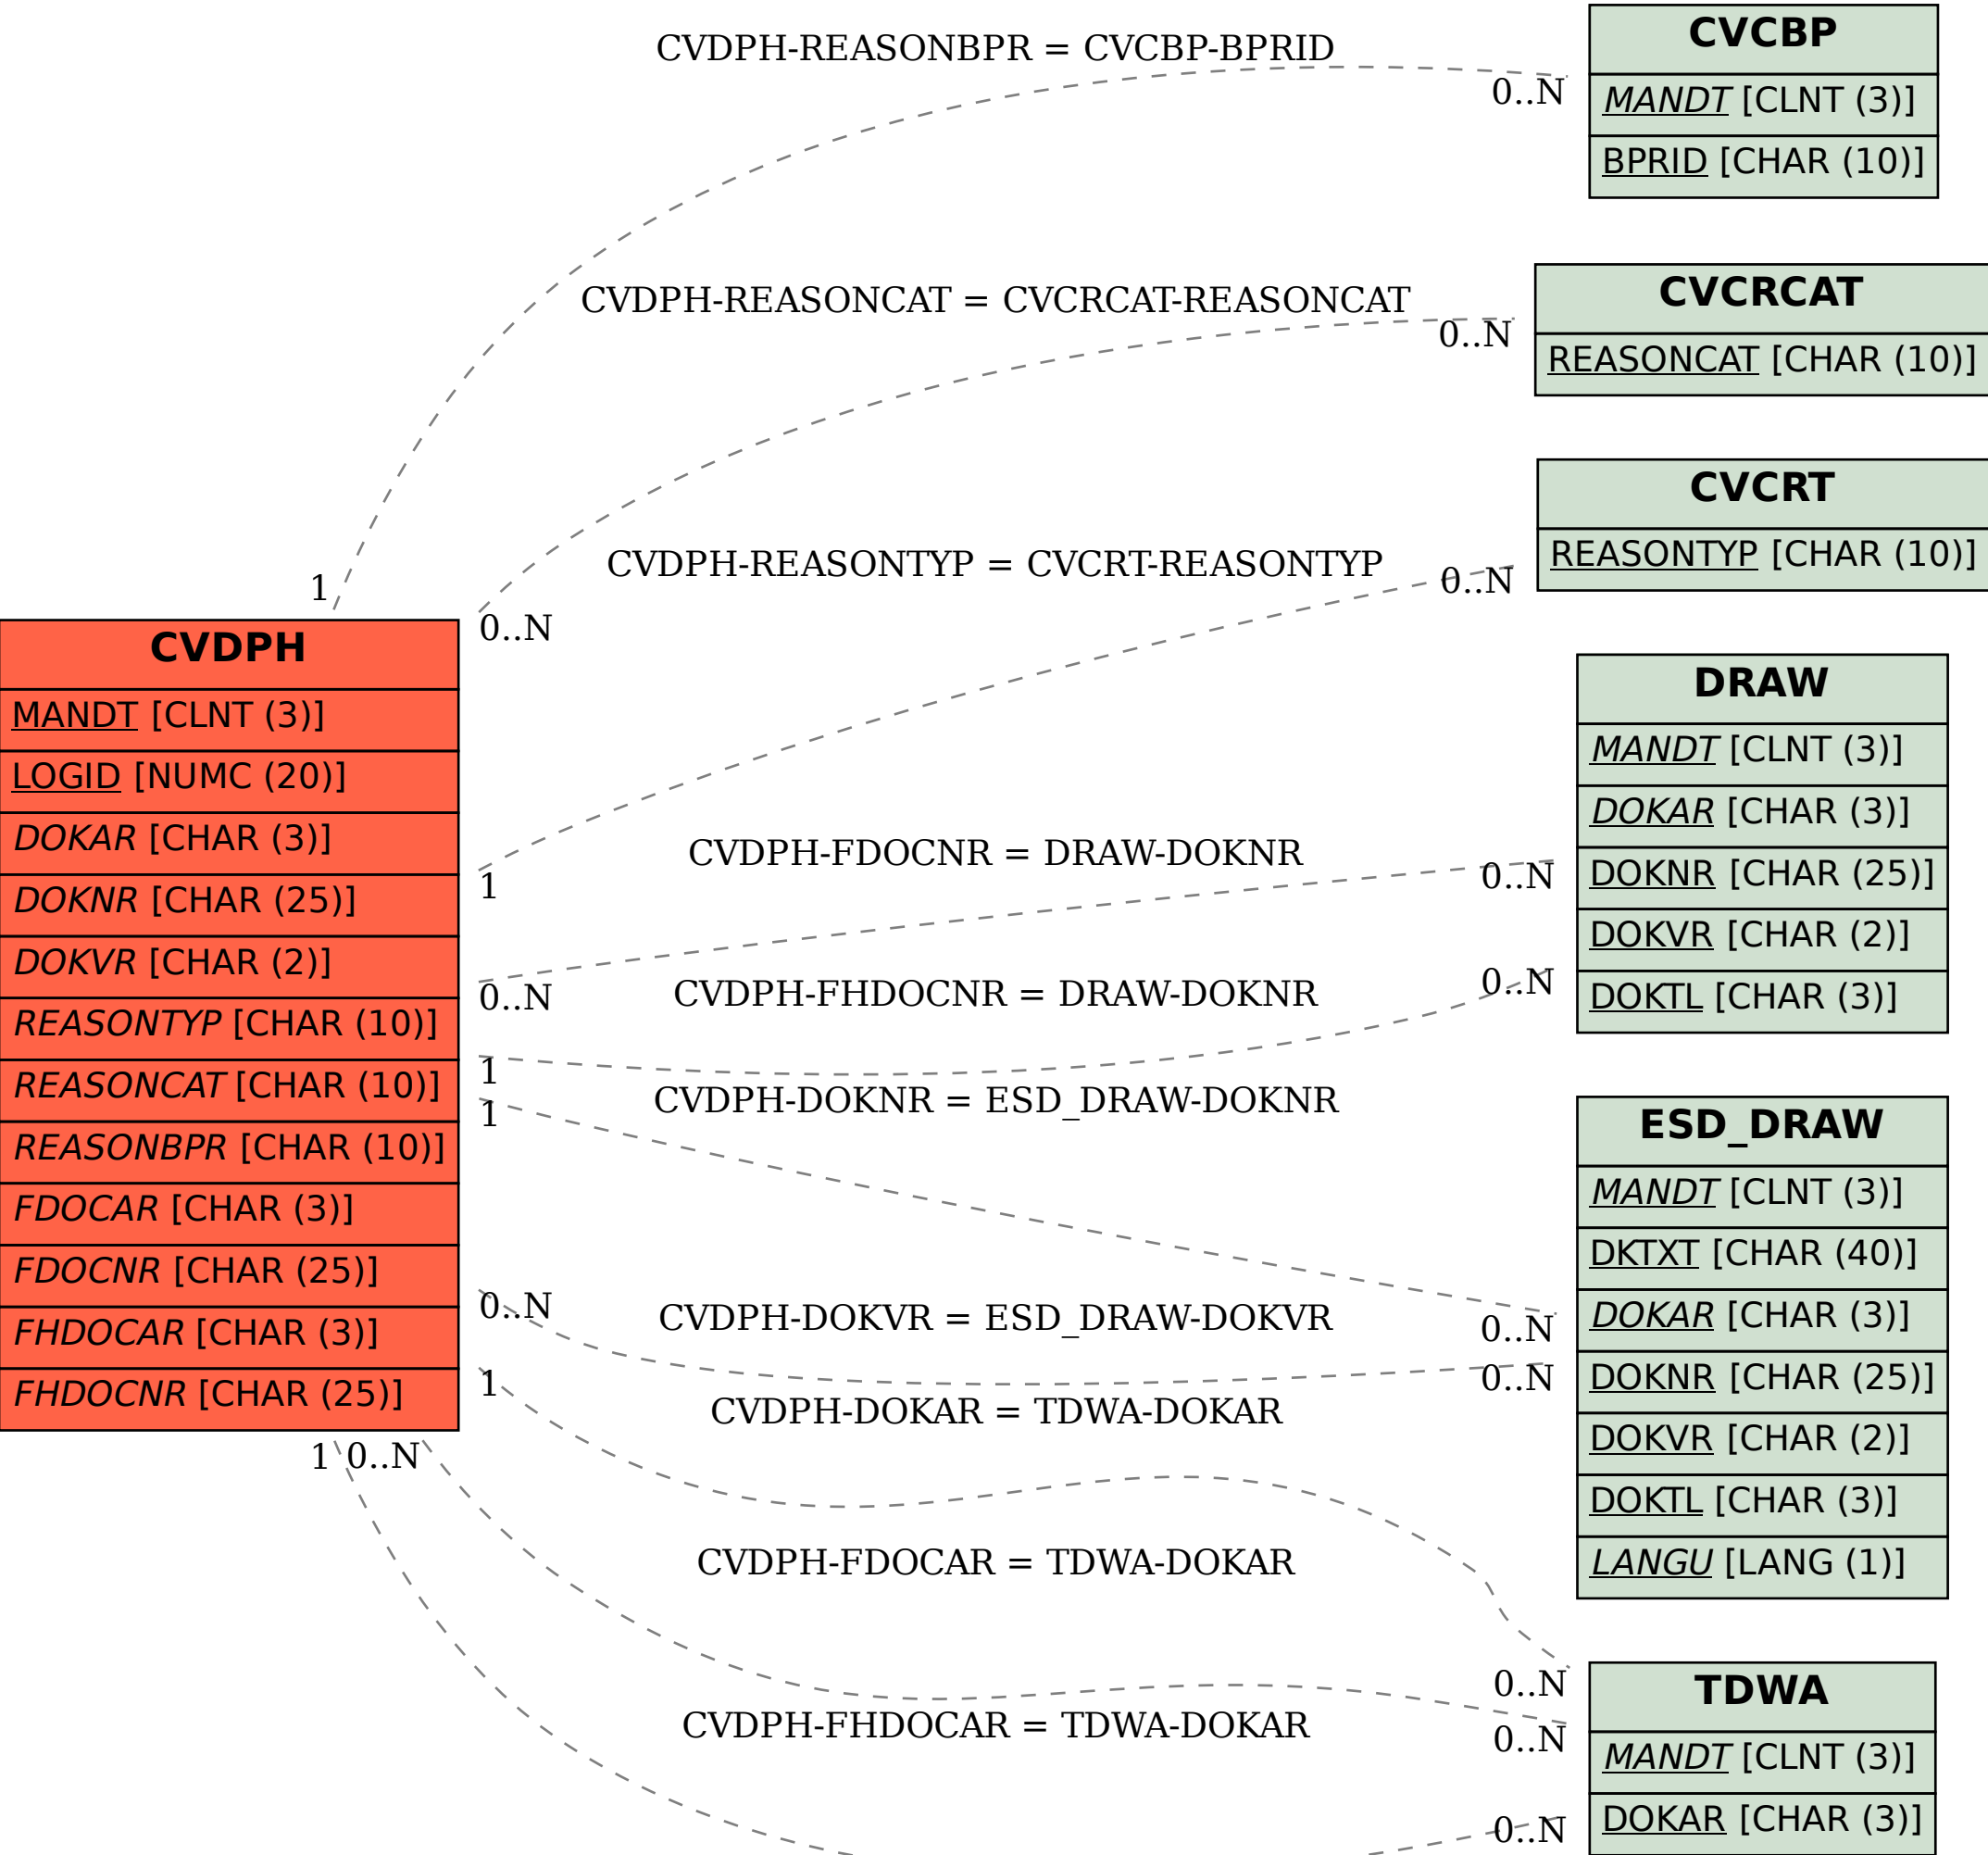 CVDPH-REASONBPR = CVCBP-BPRID
0..N
1
CVDPH-REASONCAT = CVCRCAT-REASONCAT
0..N
0..N
CVDPH-REASONTYP = CVCRT-REASONTYP
0..N
1
CVDPH-FDOCNR = DRAW-DOKNR
0..N
0..N
CVDPH-FHDOCNR = DRAW-DOKNR
0..N
1
CVDPH-DOKNR = ESD_DRAW-DOKNR
1
0..N
CVDPH-DOKVR = ESD_DRAW-DOKVR
0..N
0..N
CVDPH-DOKAR = TDWA-DOKAR
1
0..N
CVDPH-FDOCAR = TDWA-DOKAR
0..N
0..N
CVDPH-FHDOCAR = TDWA-DOKAR
1
0..N
CVDPH
MANDT [CLNT (3)]
LOGID [NUMC (20)]
DOKAR [CHAR (3)]
DOKNR [CHAR (25)]
DOKVR [CHAR (2)]
REASONTYP [CHAR (10)]
REASONCAT [CHAR (10)]
REASONBPR [CHAR (10)]
FDOCAR [CHAR (3)]
FDOCNR [CHAR (25)]
FHDOCAR [CHAR (3)]
FHDOCNR [CHAR (25)]
CVCBP
MANDT [CLNT (3)]
BPRID [CHAR (10)]
CVCRCAT
REASONCAT [CHAR (10)]
CVCRT
REASONTYP [CHAR (10)]
DRAW
MANDT [CLNT (3)]
DOKAR [CHAR (3)]
DOKNR [CHAR (25)]
DOKVR [CHAR (2)]
DOKTL [CHAR (3)]
ESD_DRAW
MANDT [CLNT (3)]
DKTXT [CHAR (40)]
DOKAR [CHAR (3)]
DOKNR [CHAR (25)]
DOKVR [CHAR (2)]
DOKTL [CHAR (3)]
LANGU [LANG (1)]
TDWA
MANDT [CLNT (3)]
DOKAR [CHAR (3)]